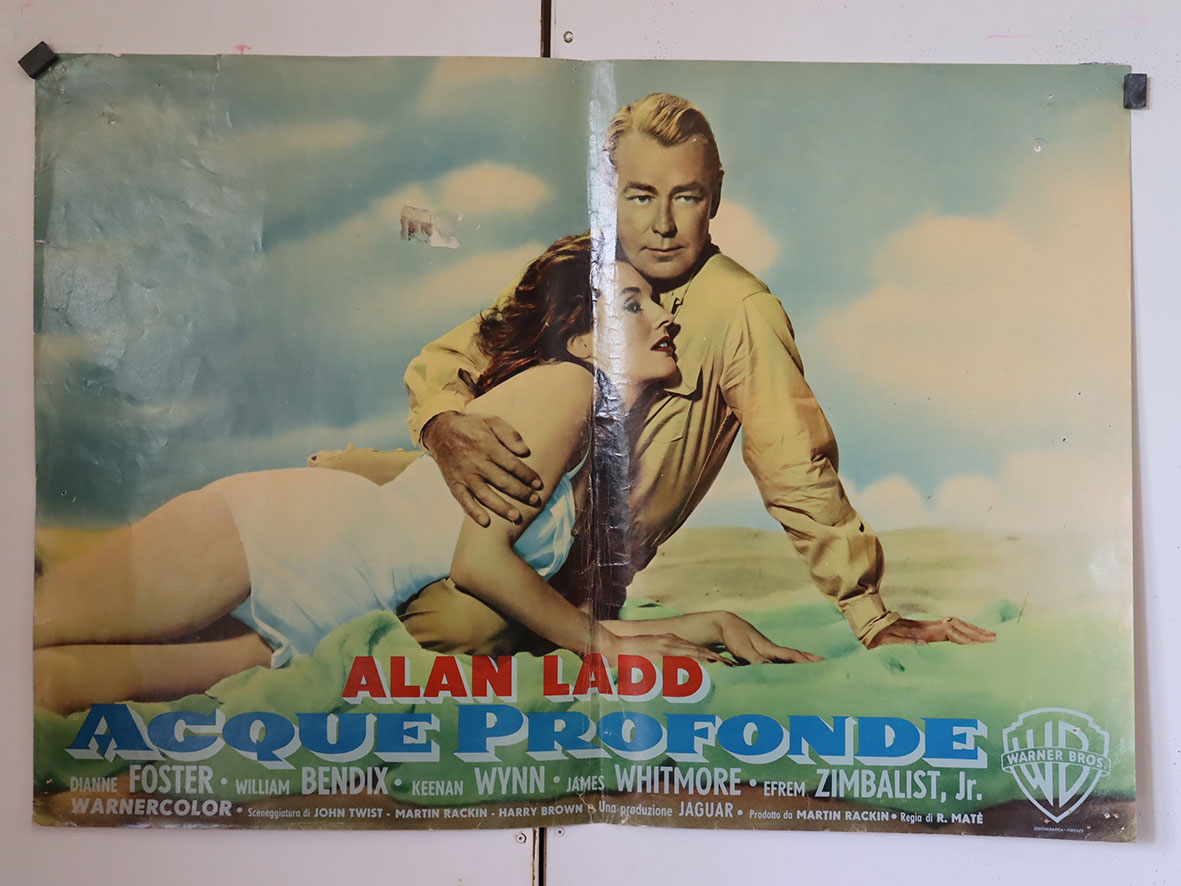 ALAN LADD
ACQUE PROFONDE
DIANNE FOSTER • WILLIAM BENDIX • KEENAN WYNN • JAMES WHITMORE • EFREM ZIMBALIST, Jr.
WARNERCOLOR • Sceneggiatura di JOHN TWIST - MARTIN RACKIN - HARRY BROWN • Una produzione JAGUAR • Prodotto da MARTIN RACKIN • Regia di R. MATÈ
WB
WARNER BROS.